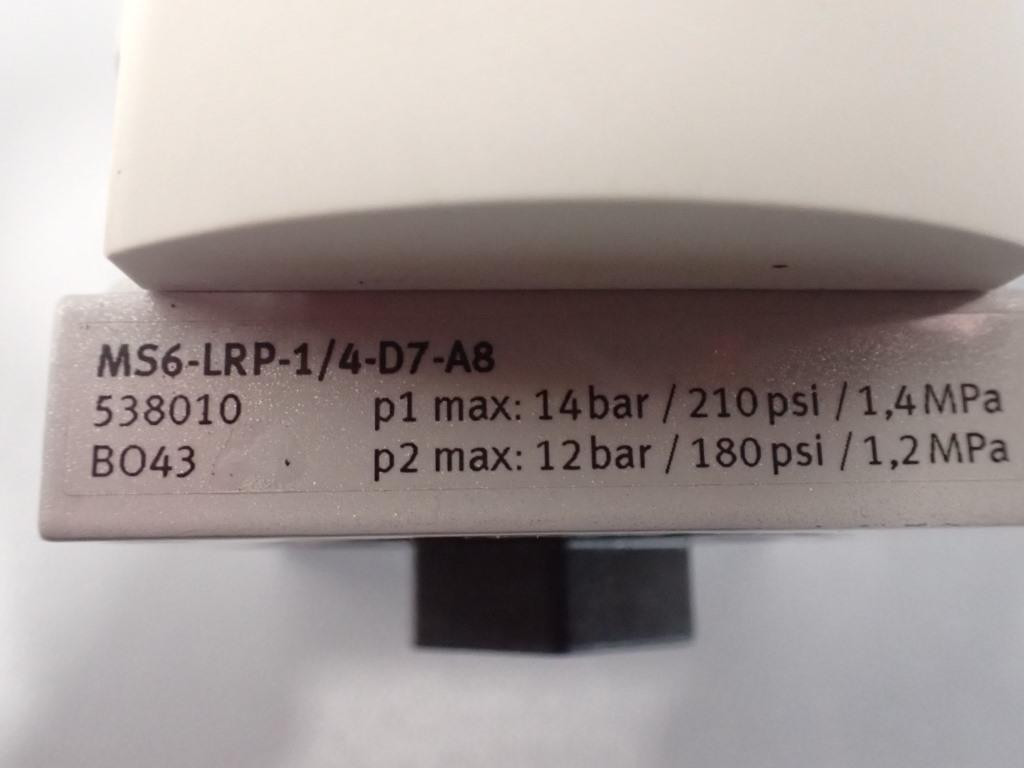 MS6-LRP-1/4-D7-A8
538010 p1 max: 14 bar / 210 psi / 1,4 MPa
BO43 p2 max: 12 bar / 180 psi / 1,2 MPa